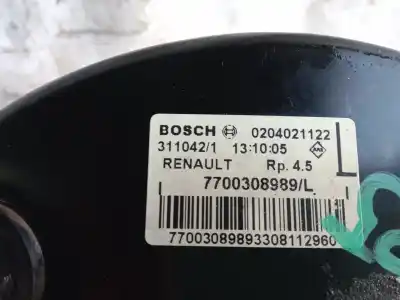 BOSCH 0204021122
311042/1 13:10:05
RENAULT Rp. 4.5 L
7700308989/L
77003089893308112960